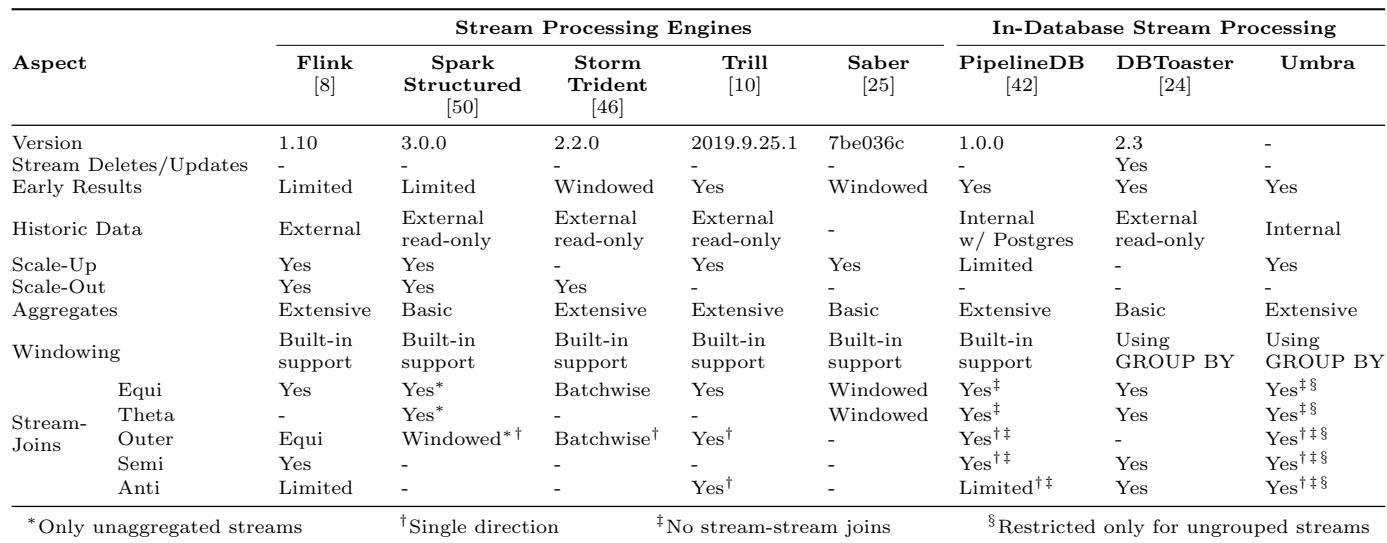 Stream Processing Engines In-Database Stream Processing
Aspect Flink Spark Storm Trill Saber PipelineDB DBToaster Umbra
[8] Structured Trident [10] [25] [42] [24]
[50] [46]
Version 1.10 3.0.0 2.2.0 2019.9.25.1 7be036c 1.0.0 2.3 -
Stream Deletes/Updates - - - - - - Yes -
Early Results Limited Limited Windowed Yes Windowed Yes Yes Yes
Historic Data External External read-only External read-only External read-only - Internal w/ Postgres External read-only Internal
Scale-Up Yes Yes - Yes Yes Limited - Yes
Scale-Out Yes Yes Yes - - - - -
Aggregates Extensive Basic Extensive Extensive Basic Extensive Basic Extensive
Windowing Built-in support Built-in support Built-in support Built-in support Built-in support Built-in support Using GROUP BY Using GROUP BY
Stream-Joins
Equi Yes Yes* Batchwise Yes Windowed Yes‡ Yes Yes‡§
Theta - Yes* - - Windowed Yes‡ Yes Yes‡§
Outer Equi Windowed*† Batchwise† Yes† - Yes†‡ - Yes†‡§
Semi Yes - - - - Yes†‡ Yes Yes†‡§
Anti Limited - - Yes† - Limited†‡ Yes Yes†‡§
*Only unaggregated streams †Single direction ‡No stream-stream joins §Restricted only for ungrouped streams